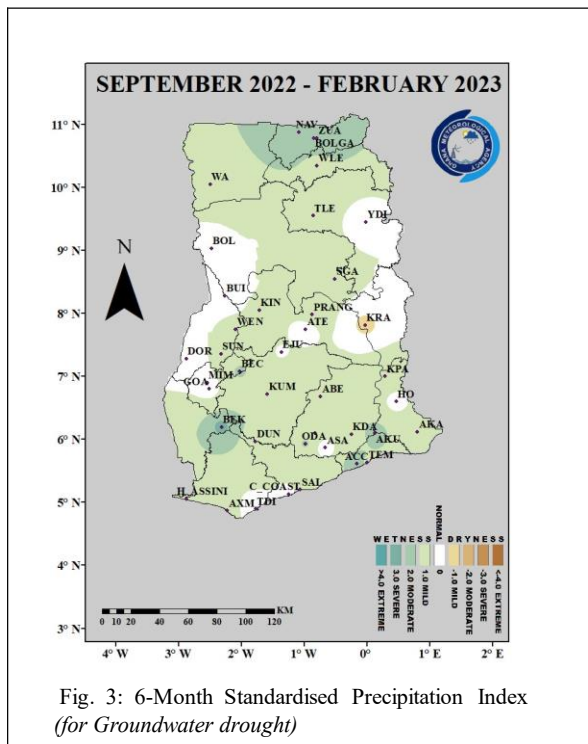 SEPTEMBER 2022 - FEBRUARY 2023
11° N
10° N
9° N
8° N
7° N
6° N
5° N
4° N
3° N
NAV
ZUA
BOLGA
WLE
WA
TLE
YDI
BOL
SGA
BUI
KIN
PRANG
KRA
WEN
ATE
EJU
SUN
DOR
BEC
KPA
MIM
GOA
KUM
ABE
HO
BEK
KDA
AKA
DUN
ODA
ASA
AKU
ACC
TEM
C_COAST
SAL
H_ASSINI
AXM
TDI
N
GHANA METEOROLOGICAL AGENCY
WETNESS
NORMAL
DRYNESS
>4.0 EXTREME
3.0 SEVERE
2.0 MODERATE
1.0 MILD
0
-1.0 MILD
-2.0 MODERATE
-3.0 SEVERE
<-4.0 EXTREME
KM
0 10 20 40 60 80 100 120
4° W
3° W
2° W
1° W
0°
1° E
2° E
Fig. 3: 6-Month Standardised Precipitation Index
(for Groundwater drought)